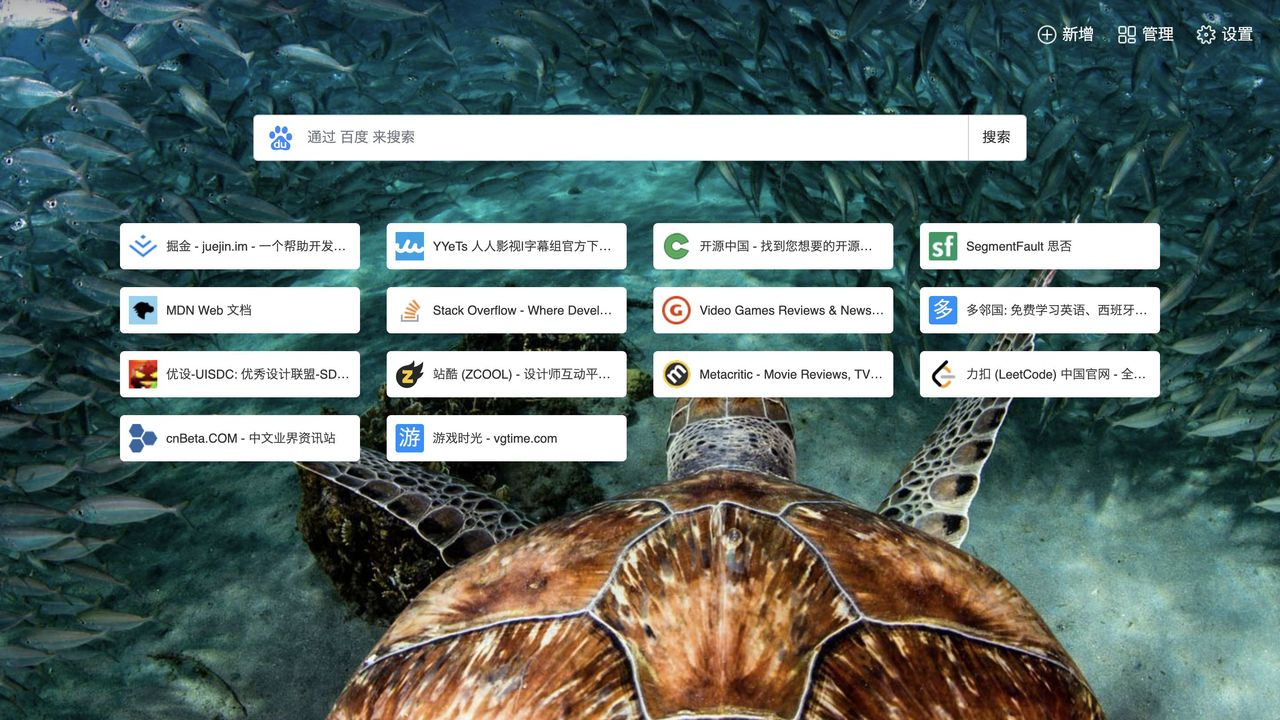 新增 管理 设置
du 通过 百度 来搜索 搜索
掘金 - juejin.im - 一个帮助开发… YYeTs 人人影视|字幕组官方下… 开源中国 - 找到您想要的开源… sf SegmentFault 思否
MDN Web 文档 Stack Overflow - Where Devel… G Video Games Reviews & News… 多 多邻国: 免费学习英语、西班牙…
优设-UISDC: 优秀设计联盟-SD… Z 站酷 (ZCOOL) - 设计师互动平… Metacritic - Movie Reviews, TV… 力扣 (LeetCode) 中国官网 - 全…
cnBeta.COM - 中文业界资讯站 游 游戏时光 - vgtime.com